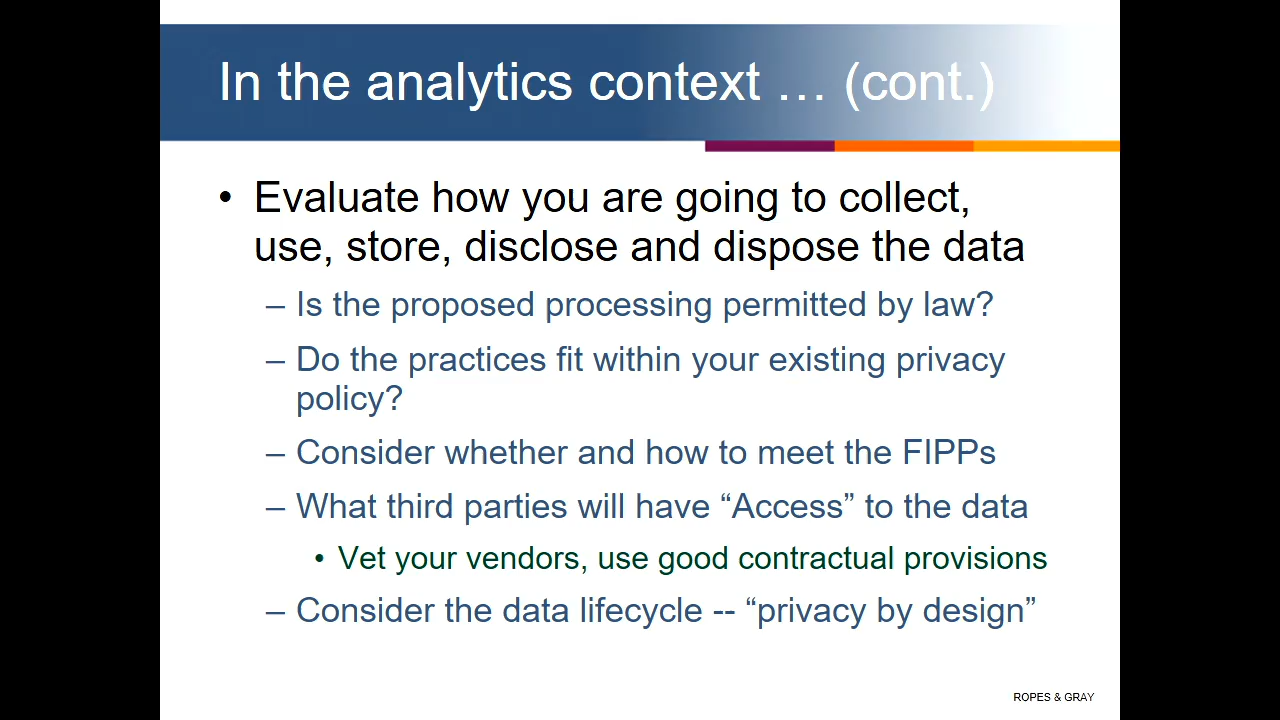 In the analytics context … (cont.)
• Evaluate how you are going to collect,
use, store, disclose and dispose the data
– Is the proposed processing permitted by law?
– Do the practices fit within your existing privacy
policy?
– Consider whether and how to meet the FIPPs
– What third parties will have “Access” to the data
• Vet your vendors, use good contractual provisions
– Consider the data lifecycle -- “privacy by design”
ROPES & GRAY